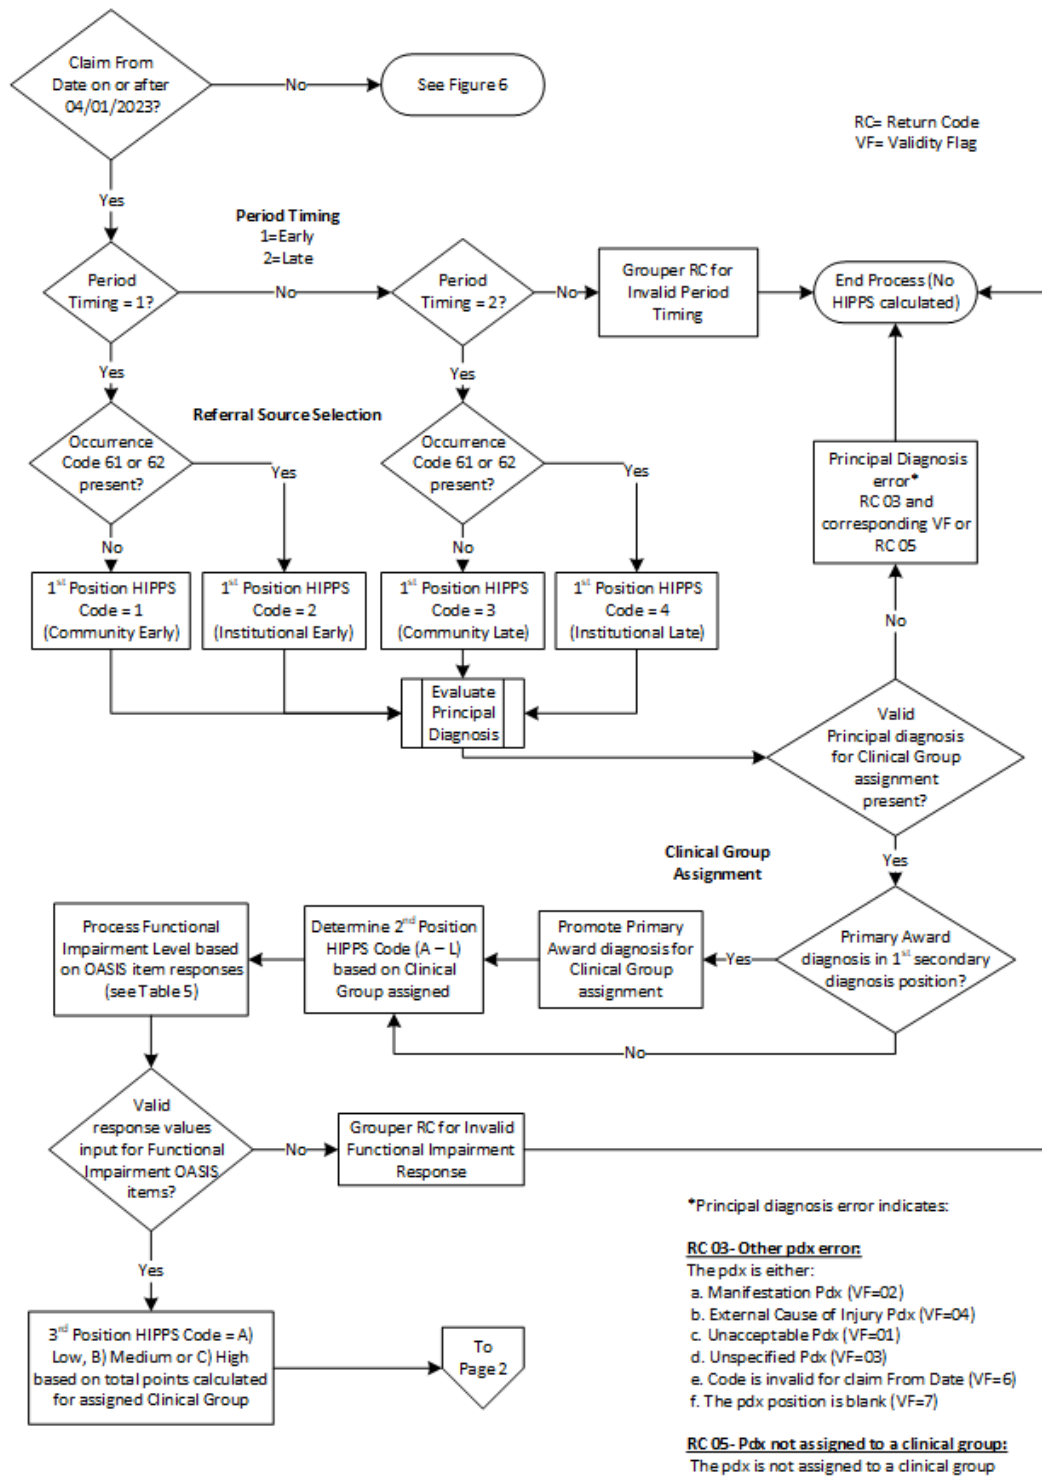 Claim From
Date on or after
04/01/2023?
No
See Figure 6
RC= Return Code
VF= Validity Flag
Yes
Period Timing
1=Early
2=Late
Period
Timing = 1?
No
Period
Timing = 2?
No
Grouper RC for
Invalid Period
Timing
End Process (No
HIPPS calculated)
Yes
Yes
Referral Source Selection
Occurrence
Code 61 or 62
present?
Yes
Occurrence
Code 61 or 62
present?
Yes
Principal Diagnosis
error*
RC 03 and
corresponding VF or
RC 05
No
No
1st Position HIPPS
Code = 1
(Community Early)
1st Position HIPPS
Code = 2
(Institutional Early)
1st Position HIPPS
Code = 3
(Community Late)
1st Position HIPPS
Code = 4
(Institutional Late)
No
Evaluate
Principal
Diagnosis
Valid
Principal diagnosis
for Clinical Group
assignment
present?
Clinical Group
Assignment
Yes
Process Functional
Impairment Level based
on OASIS item responses
(see Table 5)
Determine 2nd Position
HIPPS Code (A – L)
based on Clinical
Group assigned
Promote Primary
Award diagnosis for
Clinical Group
assignment
Yes
Primary Award
diagnosis in 1st secondary
diagnosis position?
No
Valid
response values
input for Functional
Impairment OASIS
items?
No
Grouper RC for Invalid
Functional Impairment
Response
Yes
3rd Position HIPPS Code = A)
Low, B) Medium or C) High
based on total points calculated
for assigned Clinical Group
To
Page 2
*Principal diagnosis error indicates:
RC 03- Other pdx error:
The pdx is either:
a. Manifestation Pdx (VF=02)
b. External Cause of Injury Pdx (VF=04)
c. Unacceptable Pdx (VF=01)
d. Unspecified Pdx (VF=03)
e. Code is invalid for claim From Date (VF=6)
f. The pdx position is blank (VF=7)
RC 05- Pdx not assigned to a clinical group:
The pdx is not assigned to a clinical group